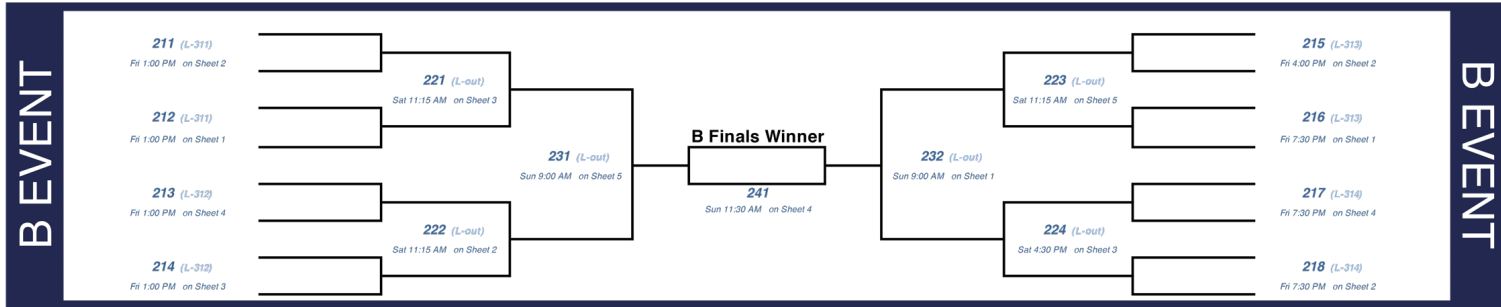 B EVENT
211 (L-311)
Fri 1:00 PM on Sheet 2
221 (L-out)
Sat 11:15 AM on Sheet 3
212 (L-311)
Fri 1:00 PM on Sheet 1
231 (L-out)
Sun 9:00 AM on Sheet 5
213 (L-312)
Fri 1:00 PM on Sheet 4
222 (L-out)
Sat 11:15 AM on Sheet 2
214 (L-312)
Fri 1:00 PM on Sheet 3
B Finals Winner
241
Sun 11:30 AM on Sheet 4
215 (L-313)
Fri 4:00 PM on Sheet 2
223 (L-out)
Sat 11:15 AM on Sheet 5
216 (L-313)
Fri 7:30 PM on Sheet 1
232 (L-out)
Sun 9:00 AM on Sheet 1
217 (L-314)
Fri 7:30 PM on Sheet 4
224 (L-out)
Sat 4:30 PM on Sheet 3
218 (L-314)
Fri 7:30 PM on Sheet 2
B EVENT